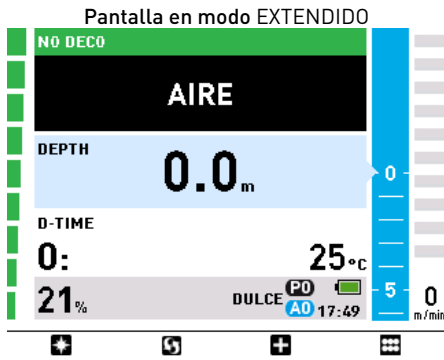 Pantalla en modo EXTENDIDO
NO DECO
AIRE
DEPTH
0.0 m
0
D-TIME
0:
25 °C
21%
DULCE
P0
A0
17:49
5
0
m/min